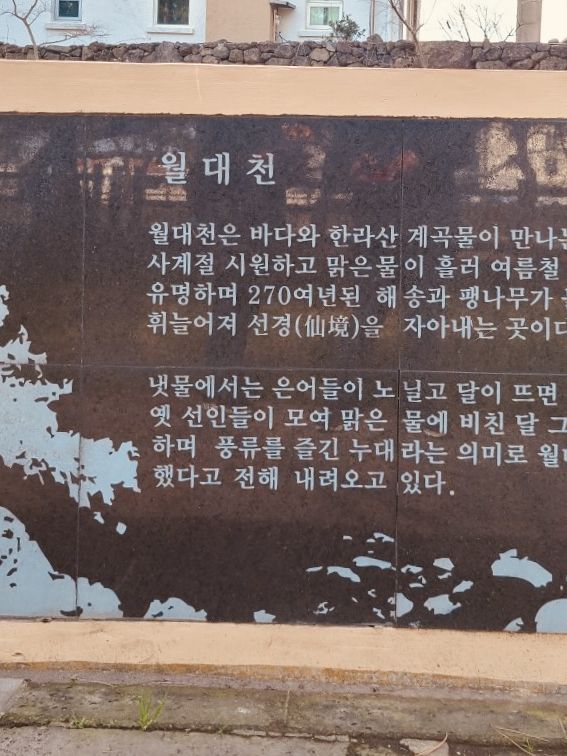 월대천
월대천은 바다와 한라산 계곡물이 만나는
사계절 시원하고 맑은물이 흘러 여름철
유명하며 270여년된 해송과 팽나무가
휘늘어져 선경(仙境)을 자아내는 곳이다
냇물에서는 은어들이 노닐고 달이 뜨면
옛 선인들이 모여 맑은 물에 비친 달 그
하며 풍류를 즐긴 누대라는 의미로 월
했다고 전해 내려오고 있다.